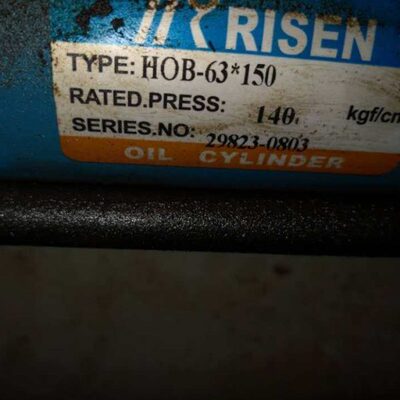 RISEN
TYPE: HOB-63*150
RATED.PRESS: 140 kgf/cm
SERIES.NO: 29823-0803
OIL CYLINDER